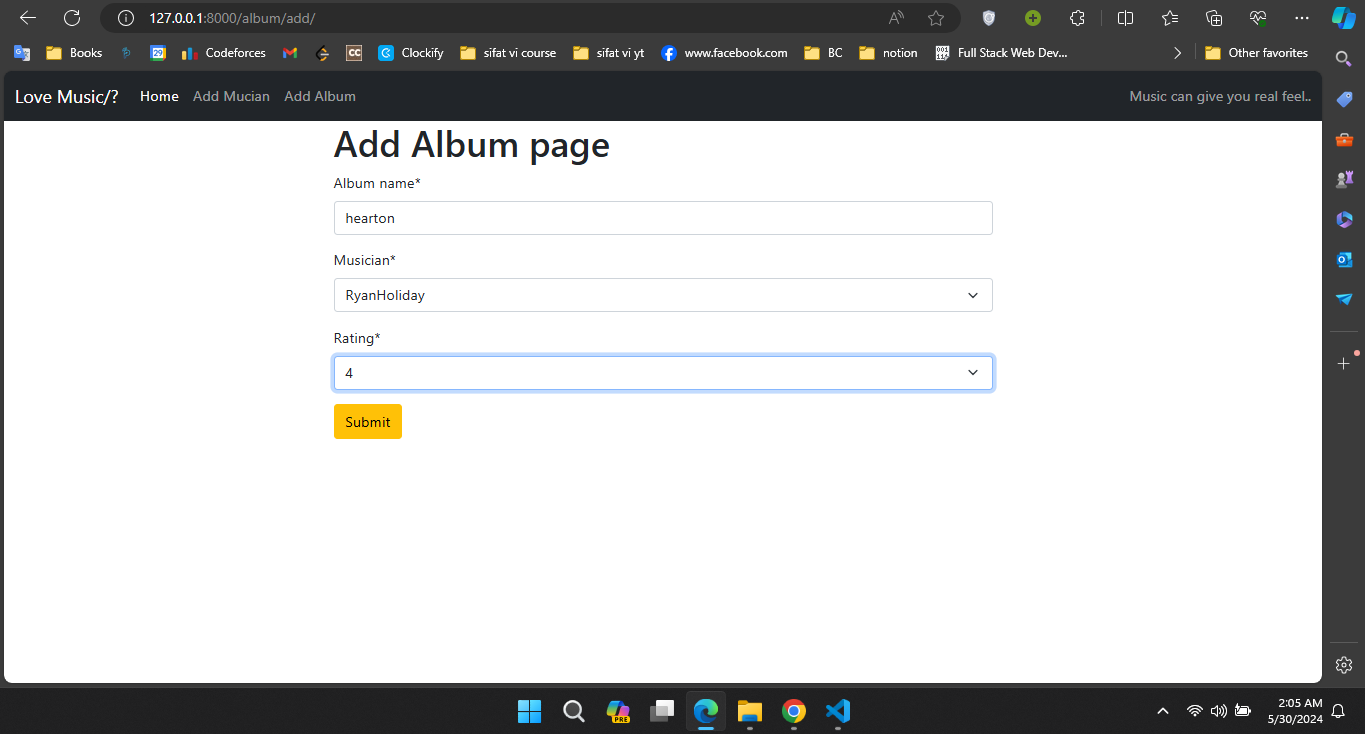 127.0.0.1:8000/album/add/
Books
29
Codeforces
CC
Clockify
sifat vi course
sifat vi yt
www.facebook.com
BC
notion
Full Stack Web Dev...
Other favorites
Love Music/?
Home
Add Mucian
Add Album
Music can give you real feel..
Add Album page
Album name*
hearton
Musician*
RyanHoliday
Rating*
4
Submit
PRE
2:05 AM
5/30/2024